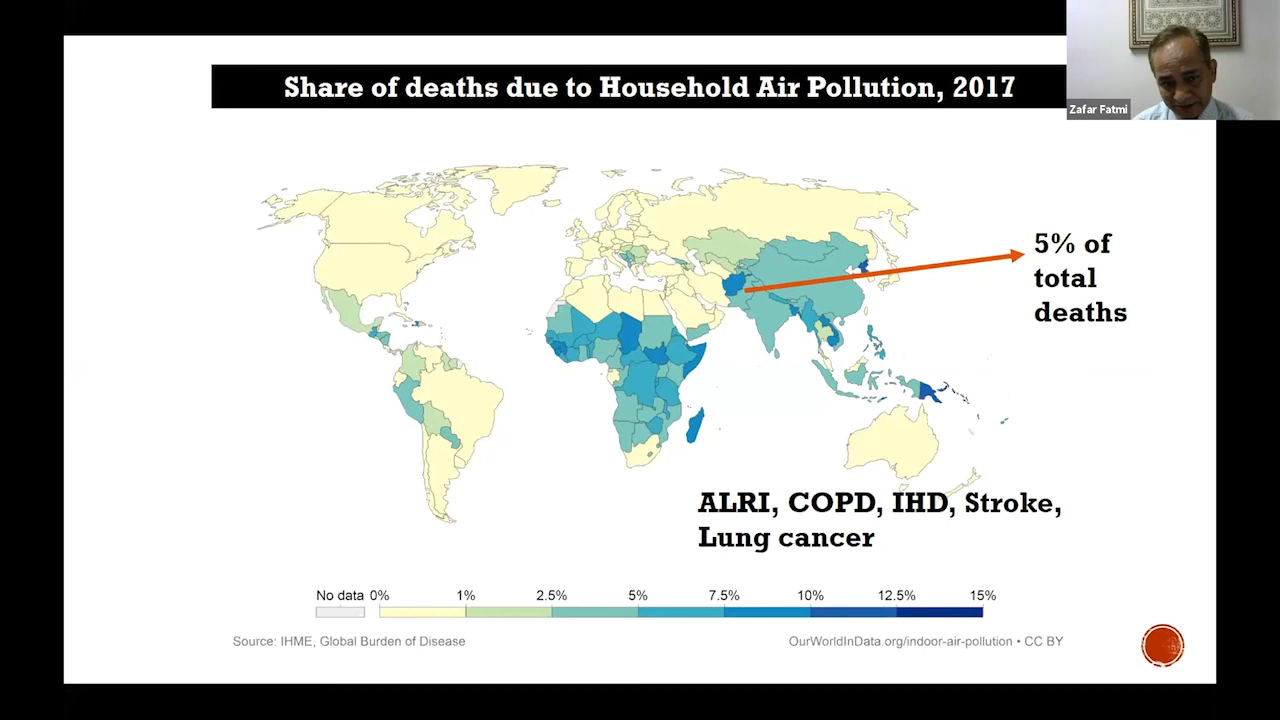 Share of deaths due to Household Air Pollution, 2017
Zafar Fatmi
5% of
total
deaths
ALRI, COPD, IHD, Stroke,
Lung cancer
No data 0% 1% 2.5% 5% 7.5% 10% 12.5% 15%
Source: IHME, Global Burden of Disease
OurWorldInData.org/indoor-air-pollution • CC BY